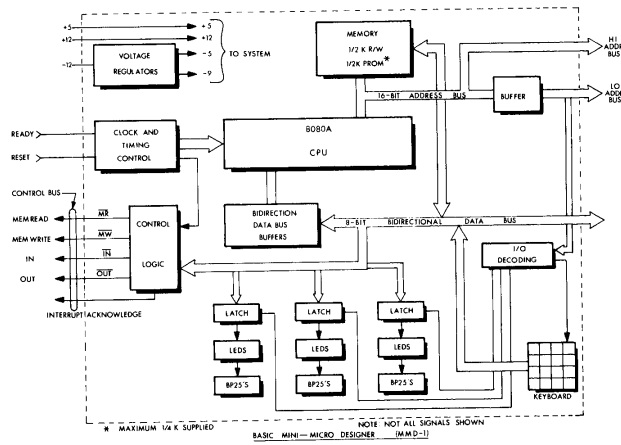 +5
+12
-12
VOLTAGE
REGULATORS
+5
+12
-5
-9
TO SYSTEM
MEMORY
1/2 K R/W
1/2K PROM*
HI
ADD
BUS
16-BIT ADDRESS BUS
BUFFER
LO
ADD
BUS
READY
RESET
CLOCK AND
TIMING
CONTROL
8080A
CPU
CONTROL BUS
MEM READ
MEM WRITE
IN
OUT
INTERRUPT ACKNOWLEDGE
MR
MW
IN
OUT
CONTROL
LOGIC
BIDIRECTION
DATA BUS
BUFFERS
8-BIT BIDIRECTIONAL DATA BUS
I/O
DECODING
LATCH
LATCH
LATCH
LEDS
LEDS
LEDS
BP25'S
BP25'S
BP25'S
KEYBOARD
* MAXIMUM 1/4 K SUPPLIED
NOTE: NOT ALL SIGNALS SHOWN
BASIC MINI-MICRO DESIGNER (MMD-1)